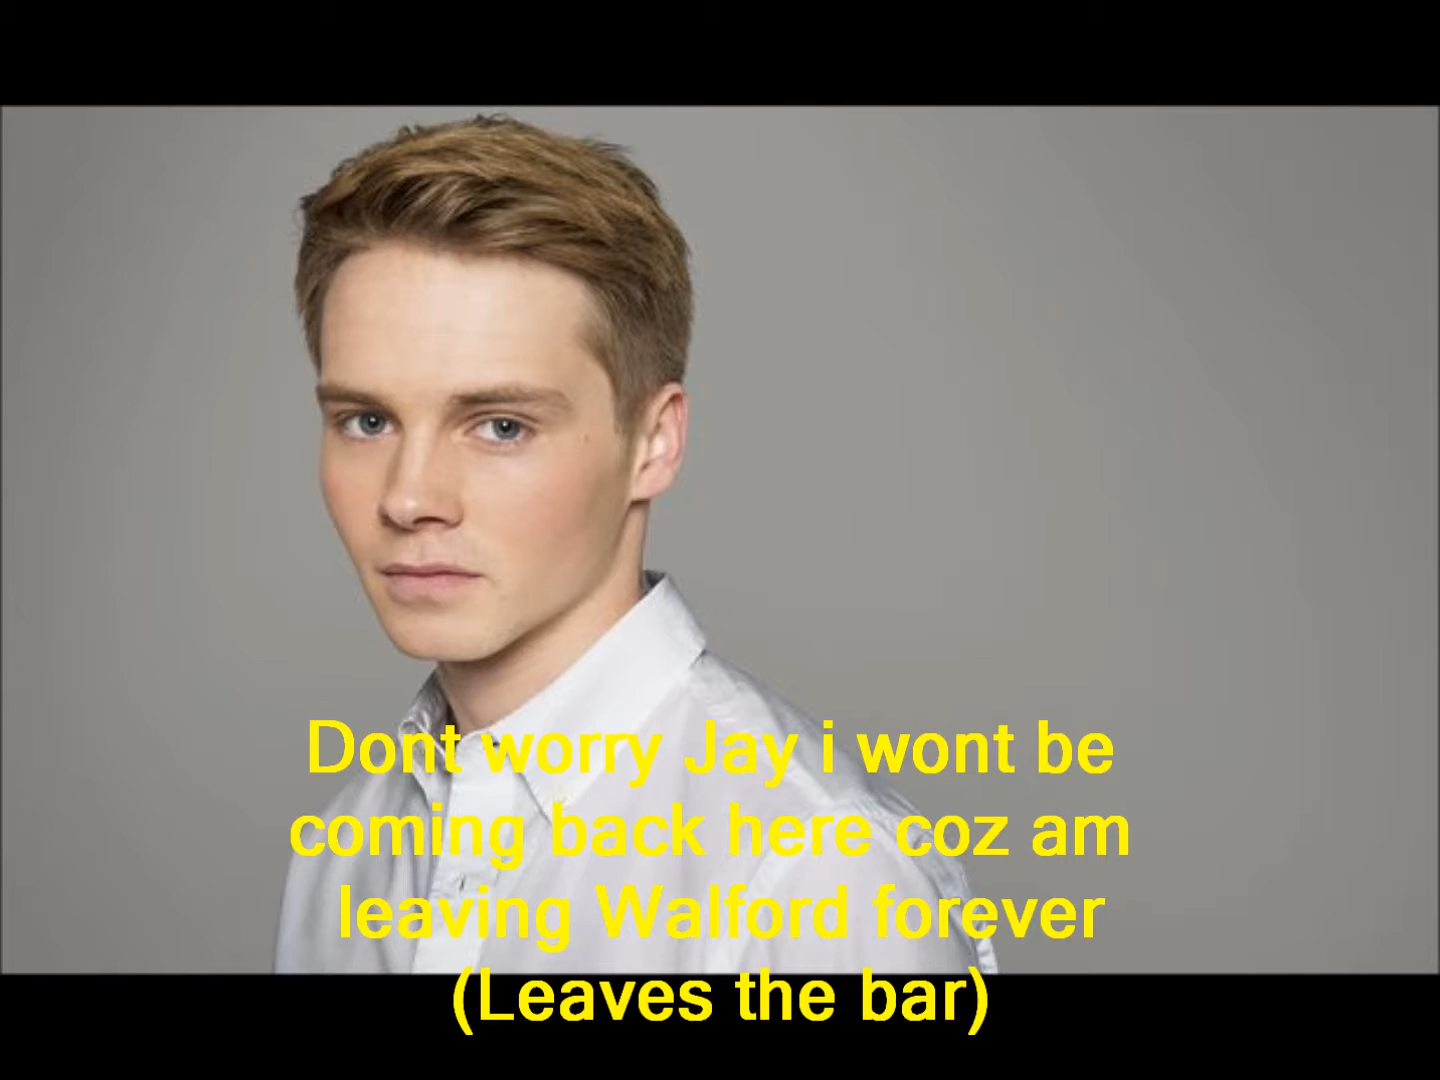 Dont worry Jay i wont be
coming back here coz am
leaving Walford forever
(Leaves the bar)